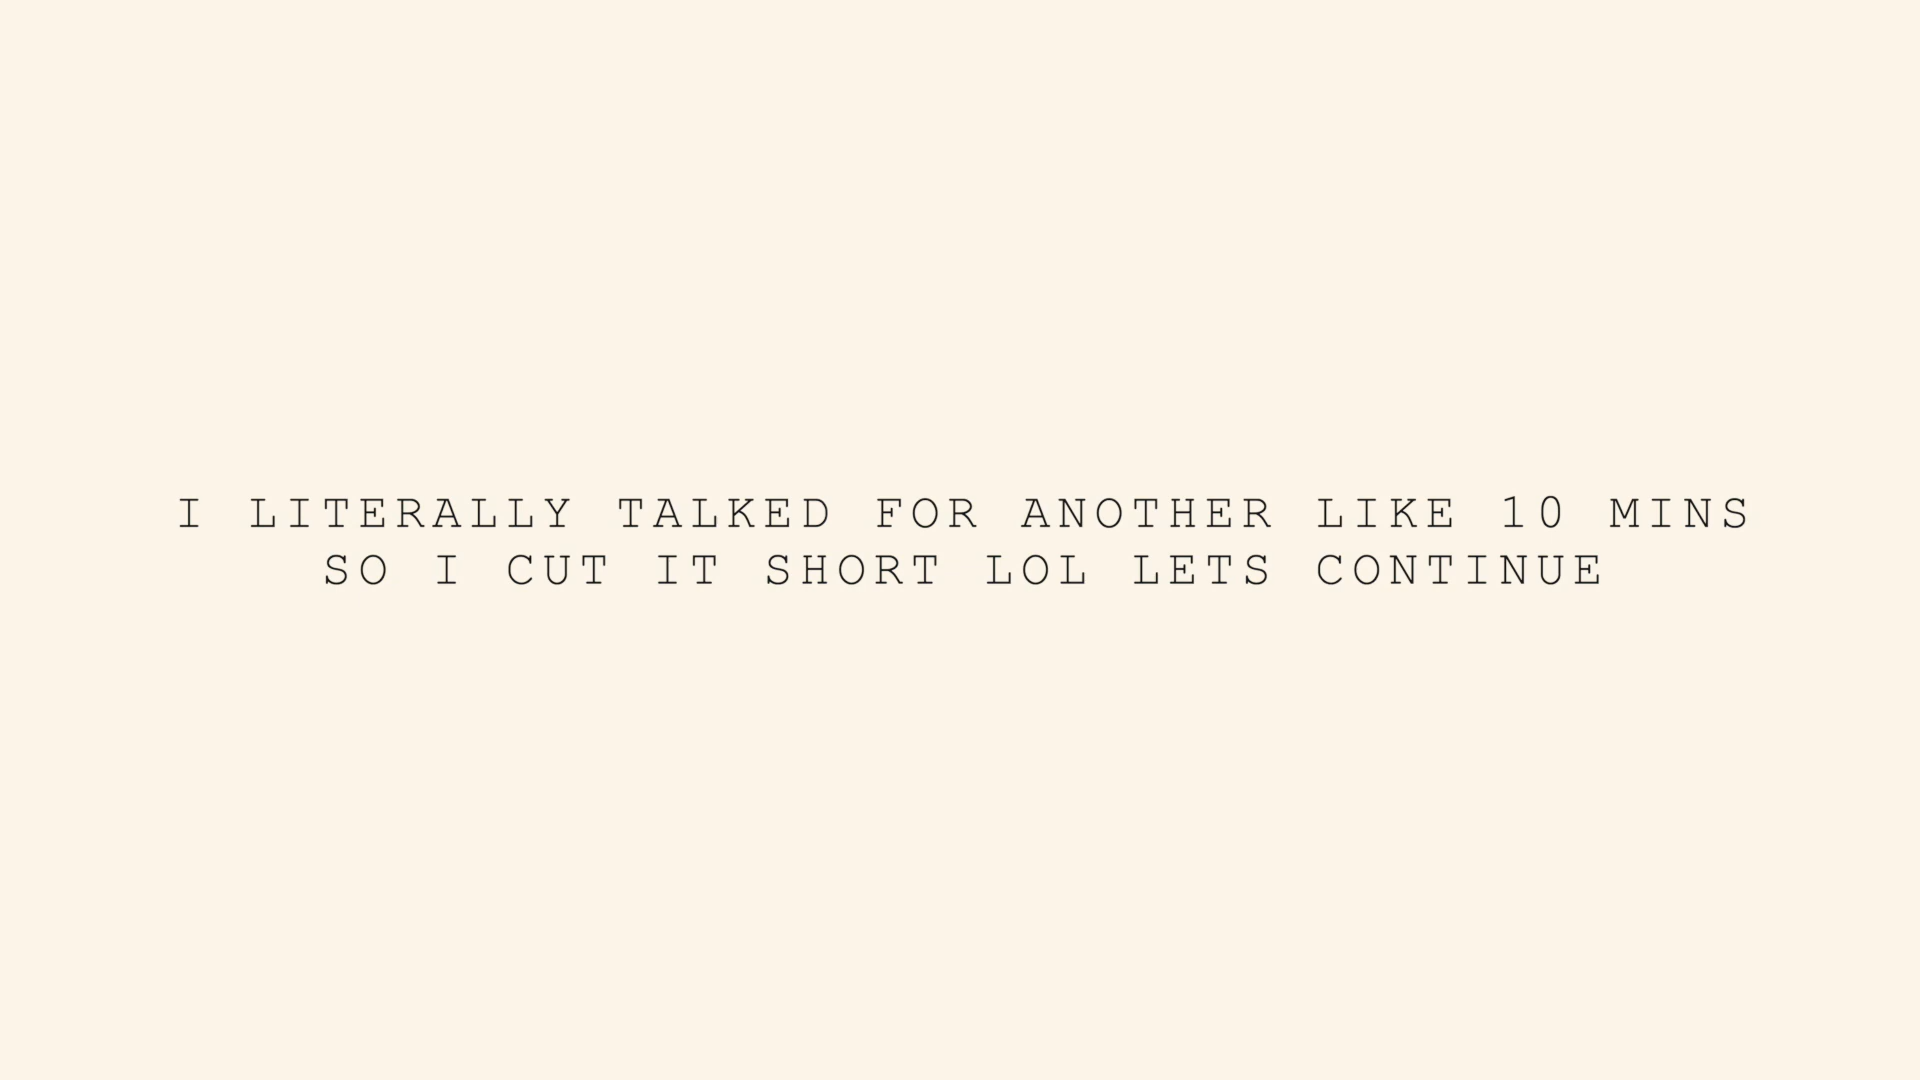 I LITERALLY TALKED FOR ANOTHER LIKE 10 MINS
SO I CUT IT SHORT LOL LETS CONTINUE